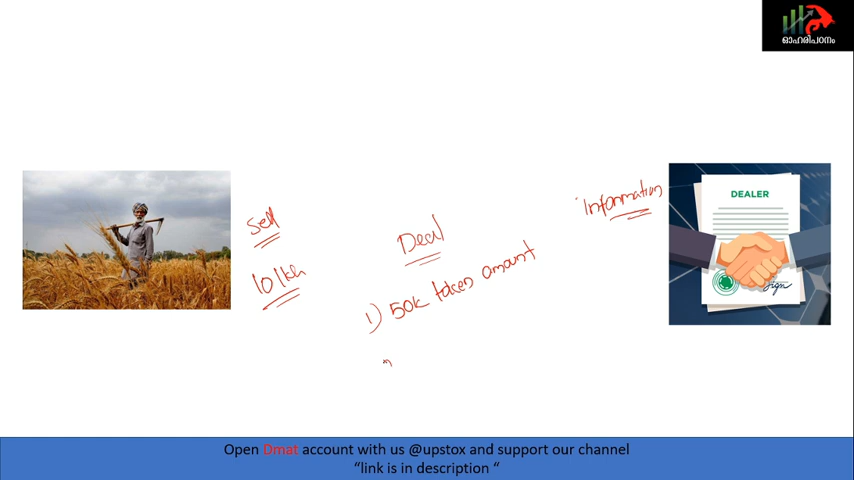 ഓഹരിപഠനം
Information
DEALER
Sell
Deal
10 lkh
1) 50k token amount
Sign
Open Dmat account with us @upstox and support our channel
“link is in description “